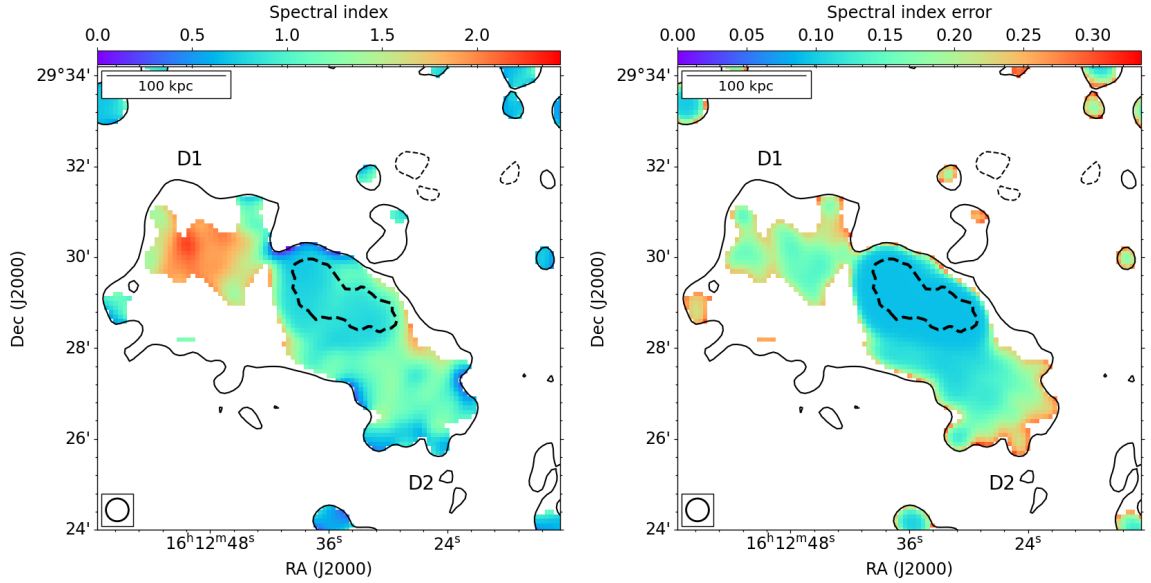 Spectral index
0.0 0.5 1.0 1.5 2.0
29°34'
32'
30'
28'
26'
24'
Dec (J2000)
100 kpc
D1
D2
16ʰ12ᵐ48ˢ 36ˢ 24ˢ
RA (J2000)
Spectral index error
0.00 0.05 0.10 0.15 0.20 0.25 0.30
29°34'
32'
30'
28'
26'
24'
Dec (J2000)
100 kpc
D1
D2
16ʰ12ᵐ48ˢ 36ˢ 24ˢ
RA (J2000)